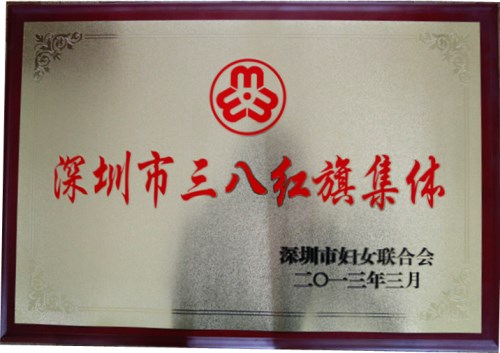 深圳市三八红旗集体
深圳市妇女联合会
二〇一三年三月